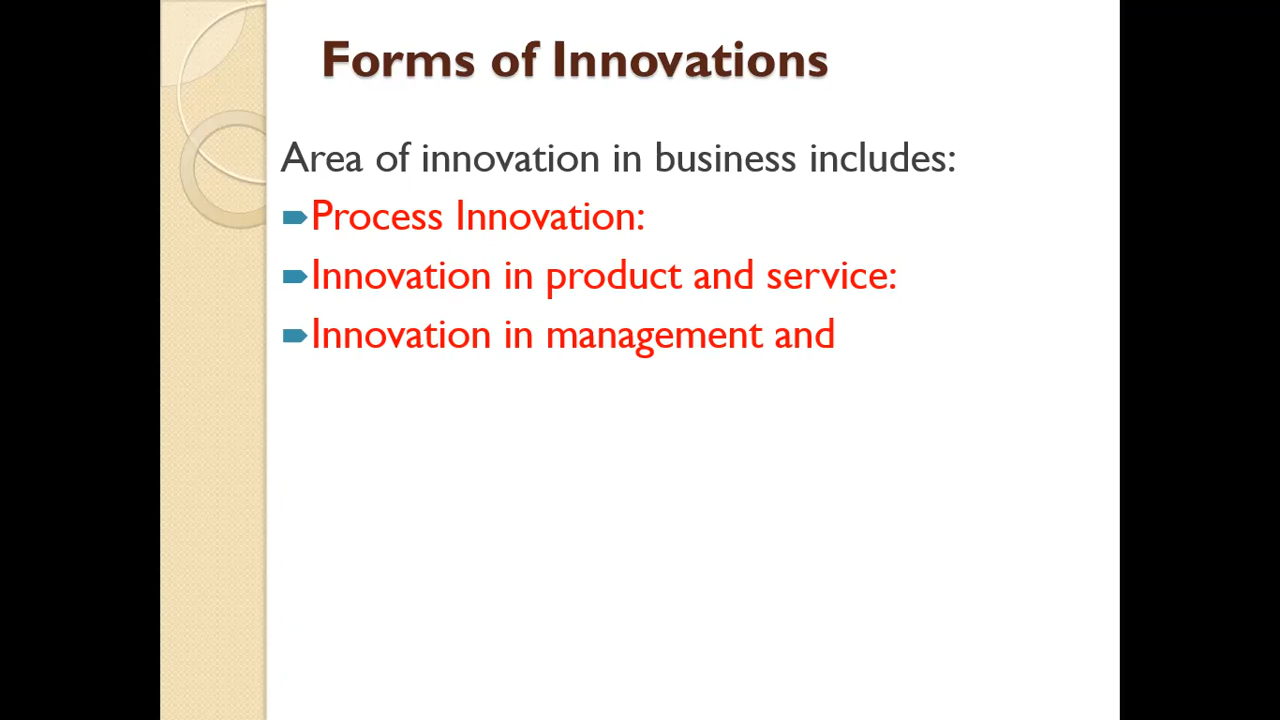 Forms of Innovations
Area of innovation in business includes:
Process Innovation:
Innovation in product and service:
Innovation in management and